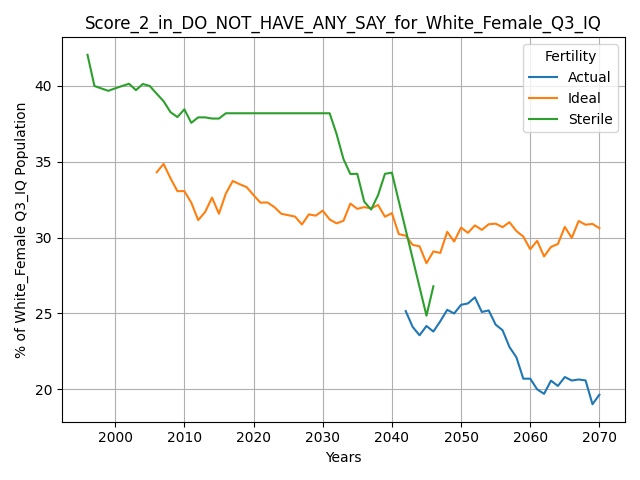 Score_2_in_DO_NOT_HAVE_ANY_SAY_for_White_Female_Q3_IQ
Fertility
Actual
Ideal
Sterile
% of White_Female Q3_IQ Population
40
35
30
25
20
2000 2010 2020 2030 2040 2050 2060 2070
Years